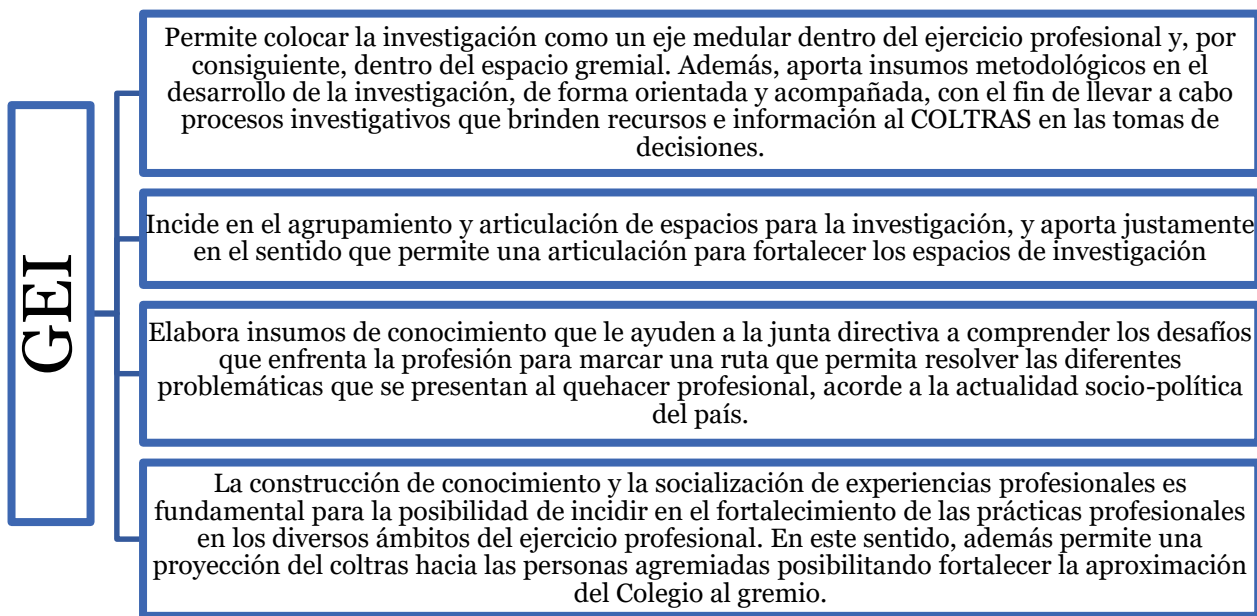 GEI
Permite colocar la investigación como un eje medular dentro del ejercicio profesional y, por
consiguiente, dentro del espacio gremial. Además, aporta insumos metodológicos en el
desarrollo de la investigación, de forma orientada y acompañada, con el fin de llevar a cabo
procesos investigativos que brinden recursos e información al COLTRAS en las tomas de
decisiones.
Incide en el agrupamiento y articulación de espacios para la investigación, y aporta justamente
en el sentido que permite una articulación para fortalecer los espacios de investigación
Elabora insumos de conocimiento que le ayuden a la junta directiva a comprender los desafíos
que enfrenta la profesión para marcar una ruta que permita resolver las diferentes
problemáticas que se presentan al quehacer profesional, acorde a la actualidad socio-política
del país.
La construcción de conocimiento y la socialización de experiencias profesionales es
fundamental para la posibilidad de incidir en el fortalecimiento de las prácticas profesionales
en los diversos ámbitos del ejercicio profesional. En este sentido, además permite una
proyección del coltras hacia las personas agremiadas posibilitando fortalecer la aproximación
del Colegio al gremio.